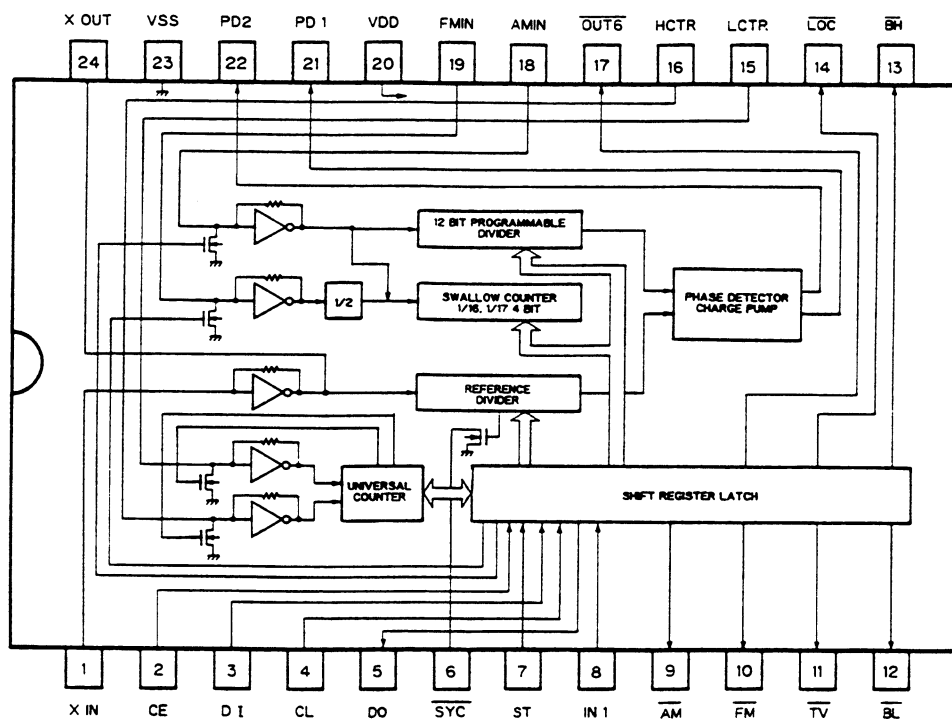 X OUT VSS PD2 PD 1 VDD FMIN AMIN OUT6 HCTR LCTR LOC BH
24 23 22 21 20 19 18 17 16 15 14 13
12 BIT PROGRAMMABLE
DIVIDER
1/2
SWALLOW COUNTER
1/16, 1/17 4 BIT
PHASE DETECTOR
CHARGE PUMP
REFERENCE
DIVIDER
UNIVERSAL
COUNTER
SHIFT REGISTER LATCH
1 2 3 4 5 6 7 8 9 10 11 12
X IN CE D I CL DO SYC ST IN 1 AM FM TV BL